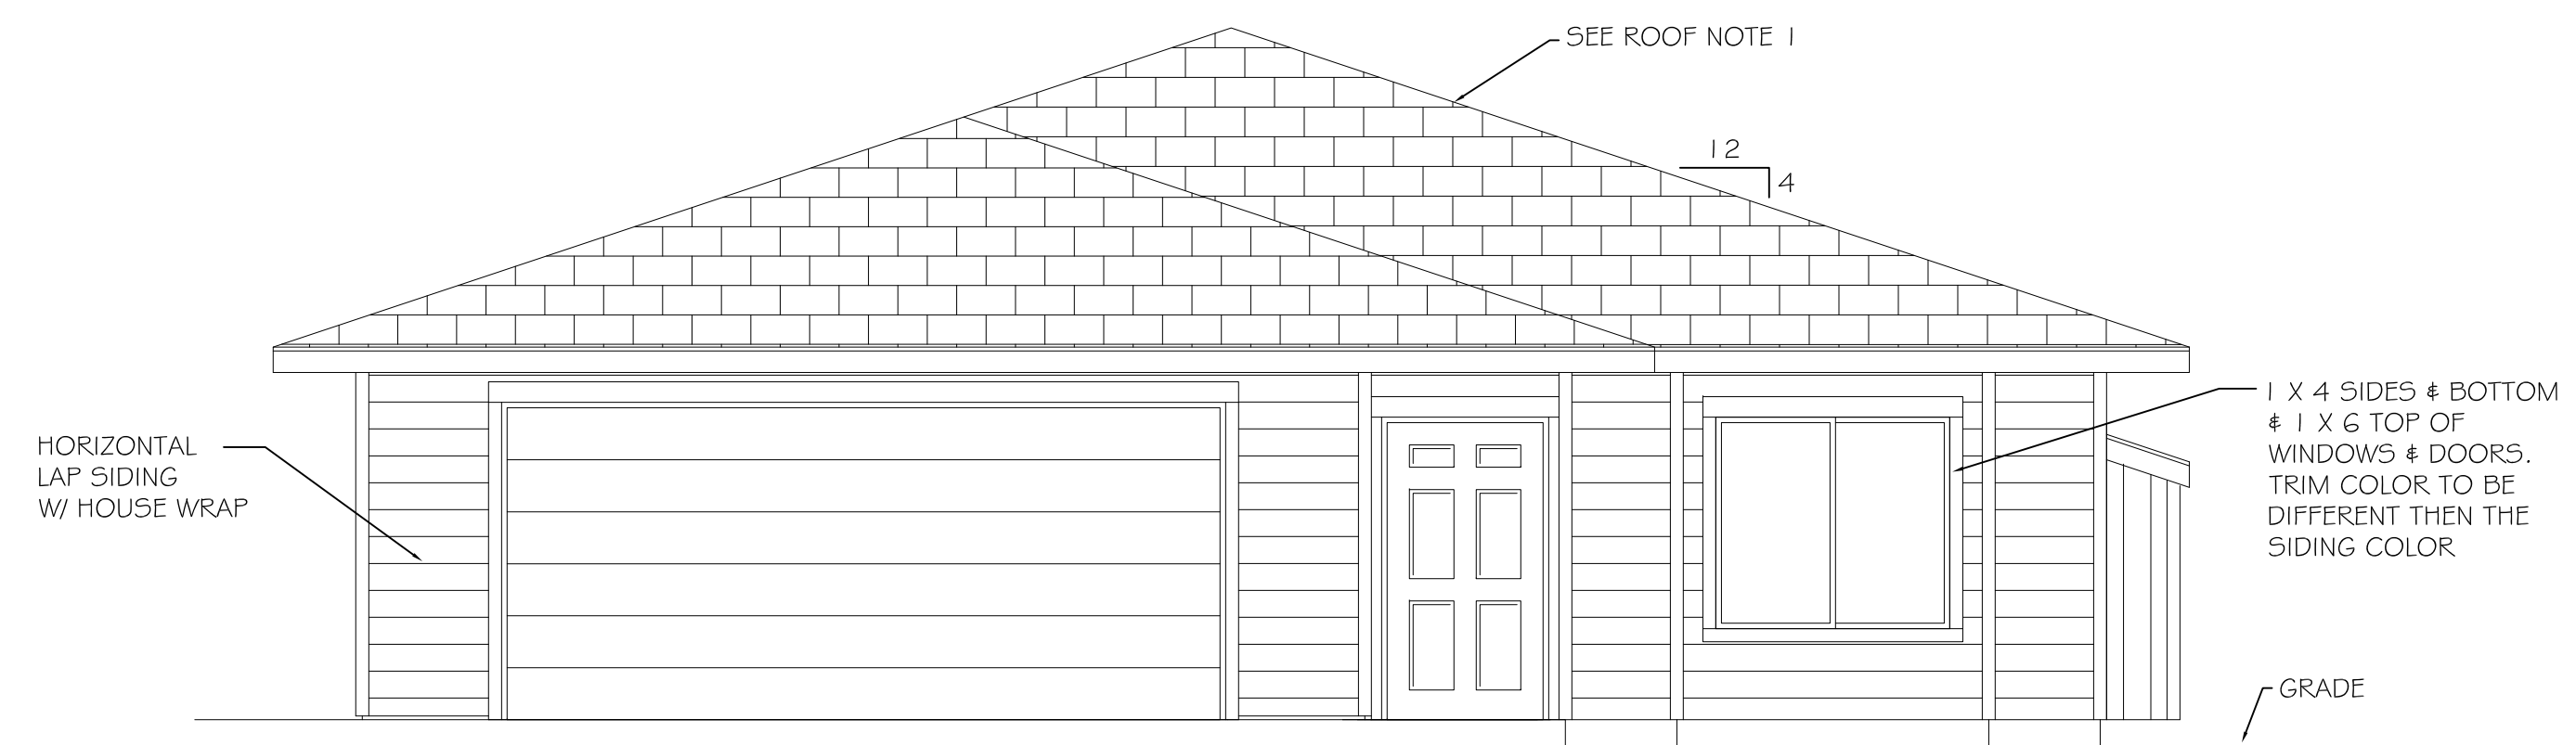 SEE ROOF NOTE 1
12
4
HORIZONTAL
LAP SIDING
W/ HOUSE WRAP
1 X 4 SIDES & BOTTOM
& 1 X 6 TOP OF
WINDOWS & DOORS.
TRIM COLOR TO BE
DIFFERENT THEN THE
SIDING COLOR
GRADE